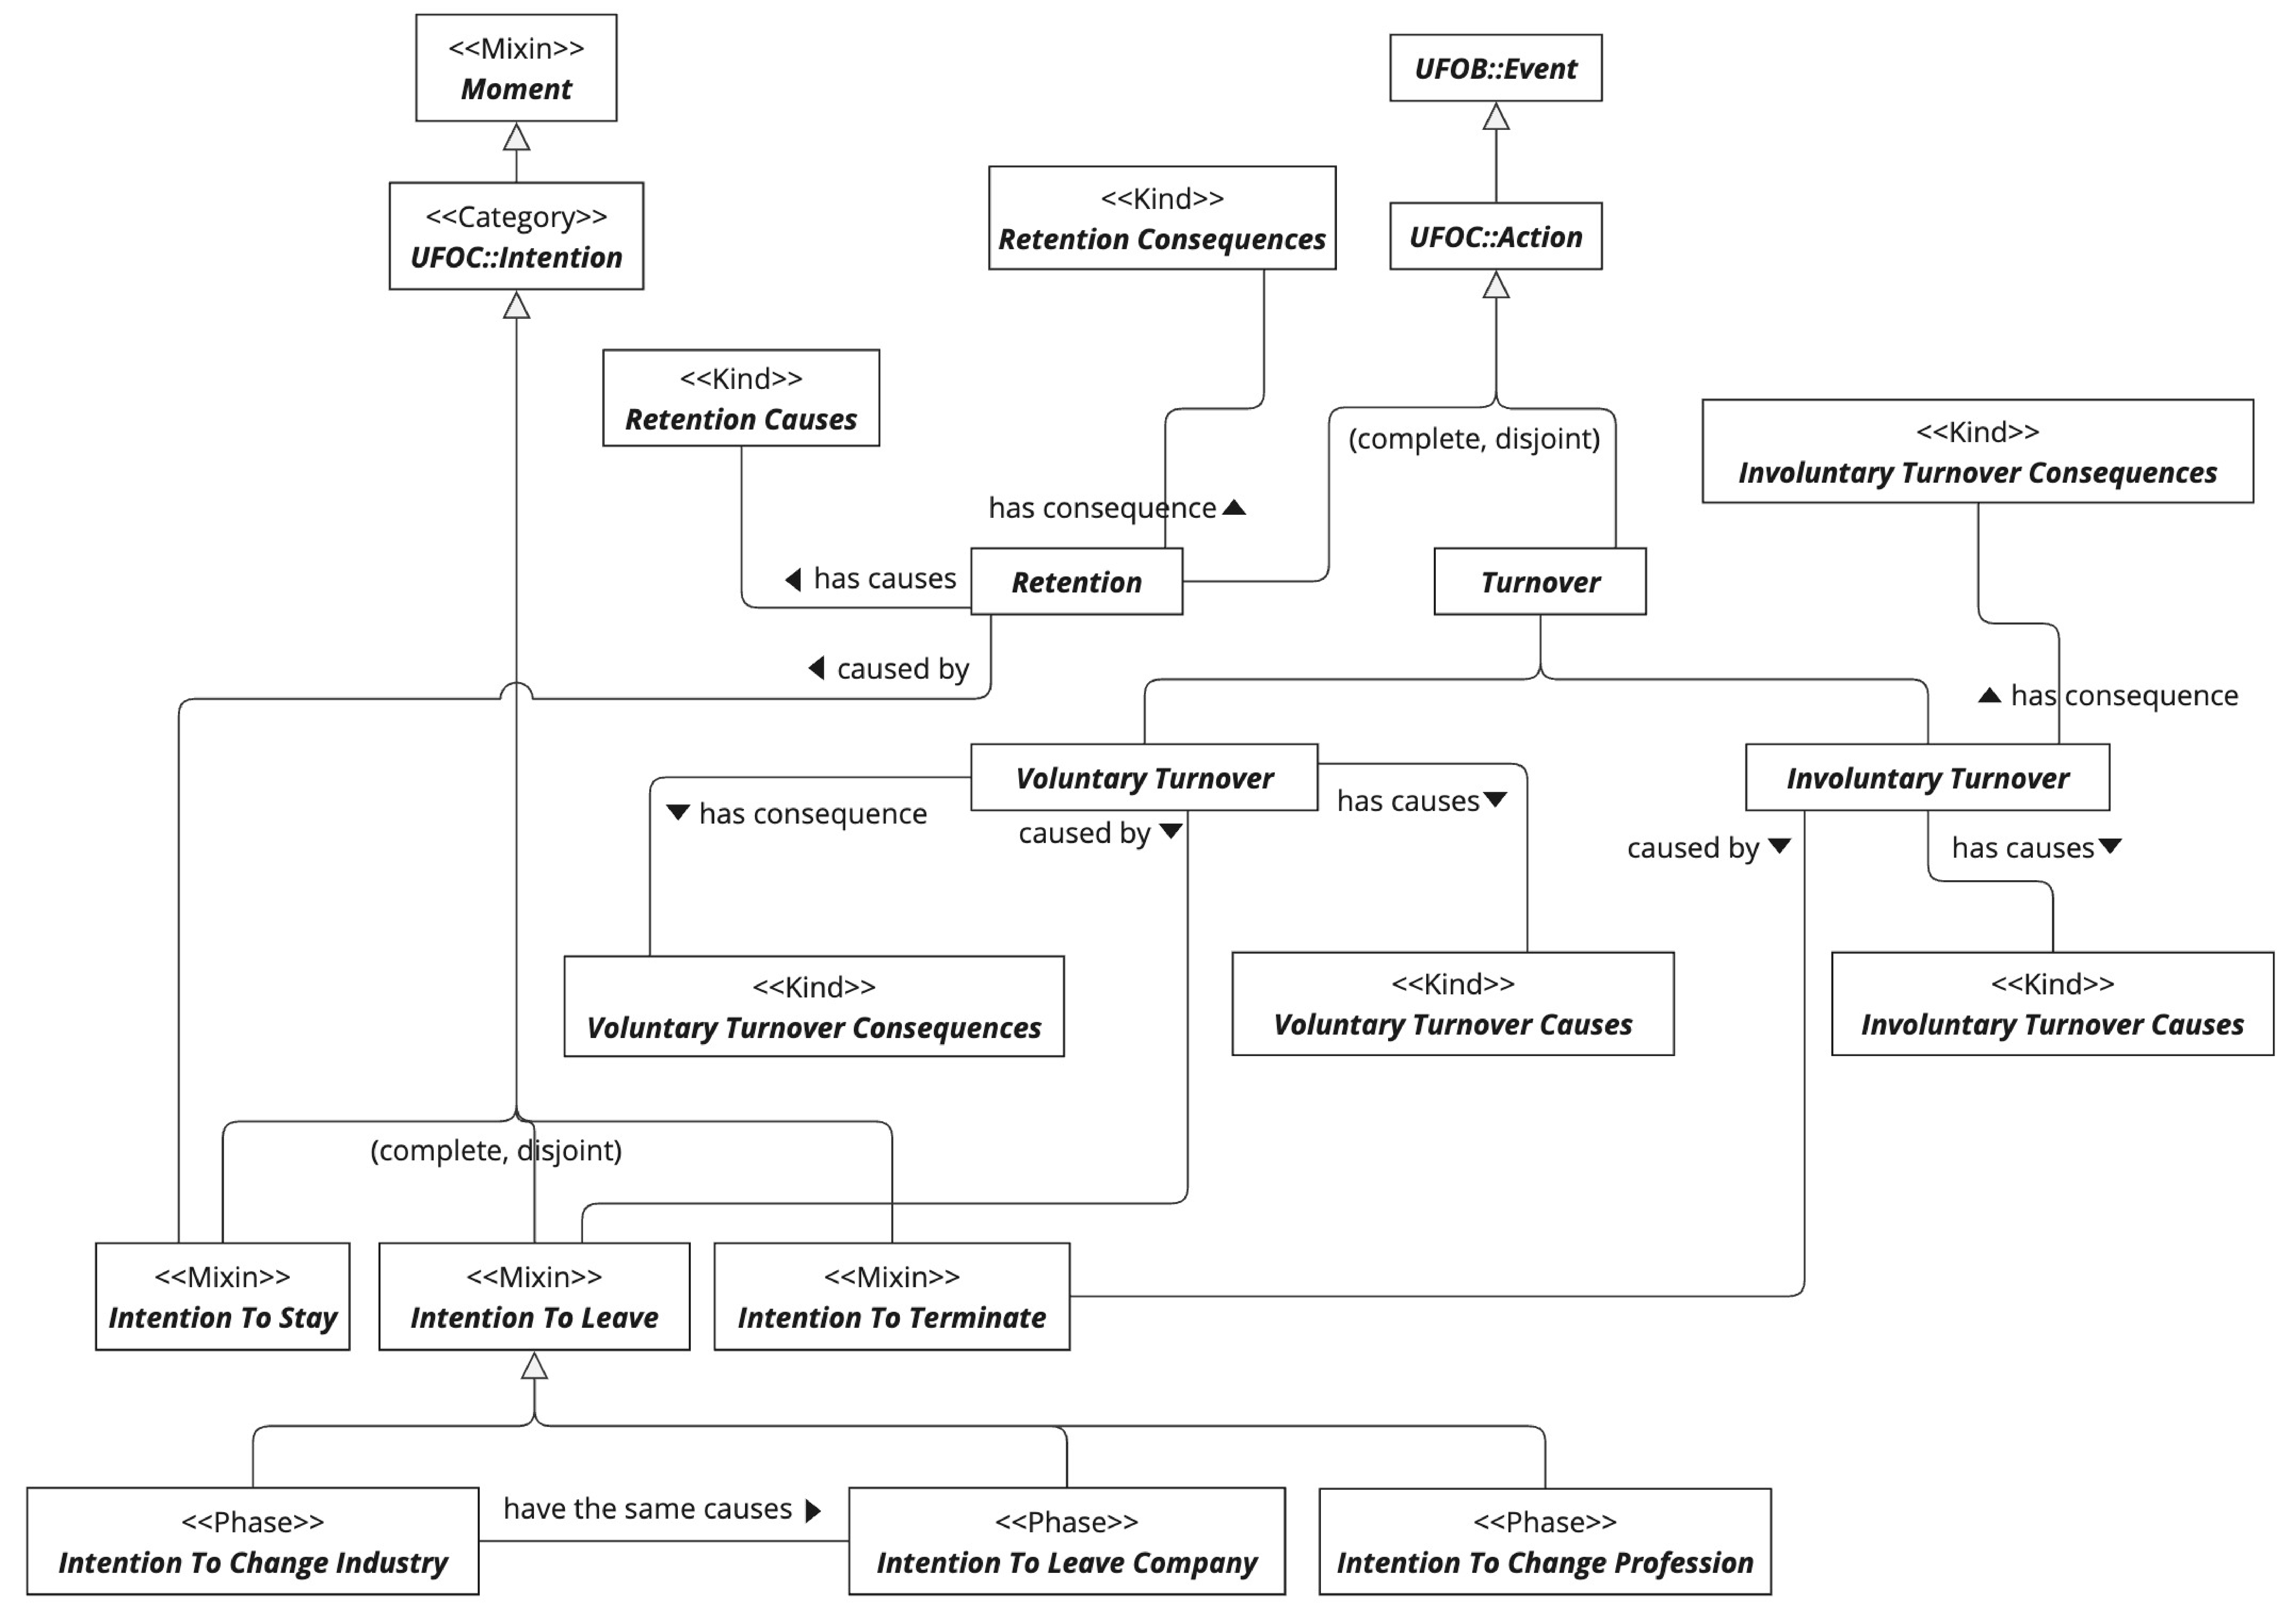 <<Mixin>>
Moment
UFOB::Event
<<Category>>
UFOC::Intention
<<Kind>>
Retention Consequences
UFOC::Action
<<Kind>>
Retention Causes
(complete, disjoint)
<<Kind>>
Involuntary Turnover Consequences
has consequence
has causes
Retention
Turnover
caused by
has consequence
Voluntary Turnover
Involuntary Turnover
has consequence
caused by
has causes
caused by
has causes
<<Kind>>
Voluntary Turnover Consequences
<<Kind>>
Voluntary Turnover Causes
<<Kind>>
Involuntary Turnover Causes
(complete, disjoint)
<<Mixin>>
Intention To Stay
<<Mixin>>
Intention To Leave
<<Mixin>>
Intention To Terminate
<<Phase>>
Intention To Change Industry
have the same causes
<<Phase>>
Intention To Leave Company
<<Phase>>
Intention To Change Profession